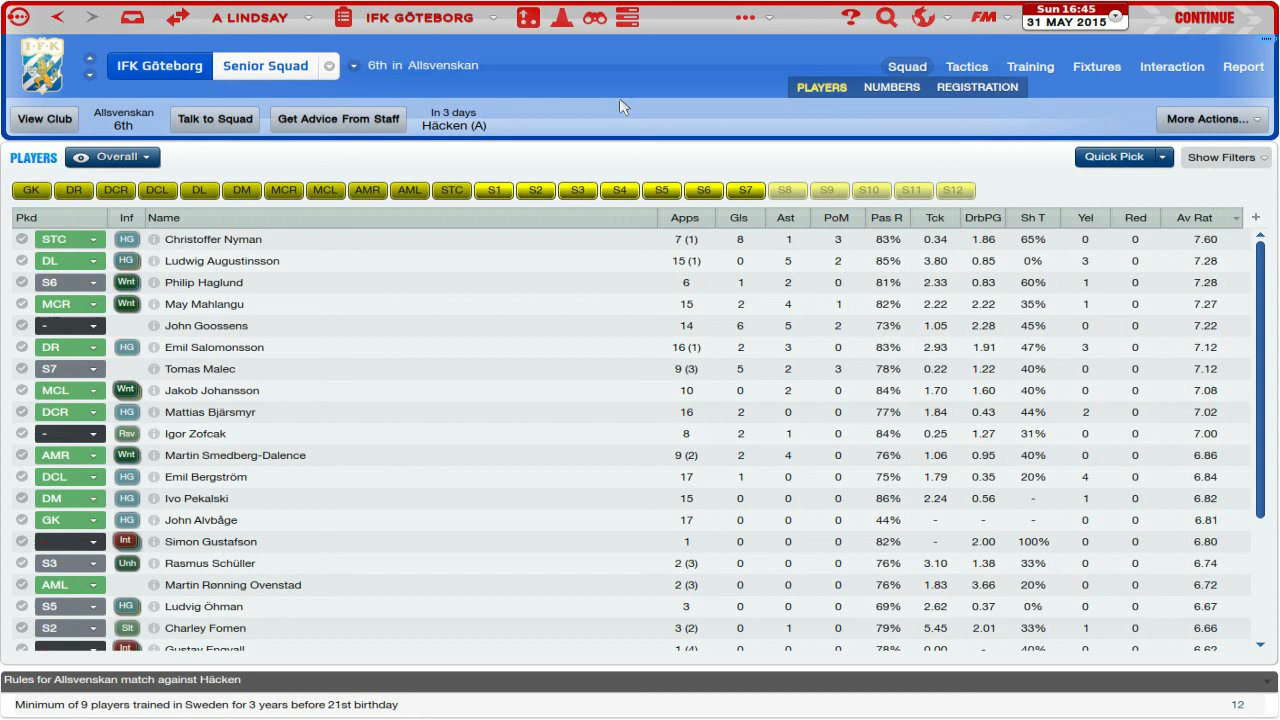 A LINDSAY IFK GÖTEBORG FM Sun 16:45 31 MAY 2015 CONTINUE
IFK
IFK Göteborg Senior Squad 6th in Allsvenskan Squad Tactics Training Fixtures Interaction Report
PLAYERS NUMBERS REGISTRATION
View Club Allsvenskan 6th Talk to Squad Get Advice From Staff In 3 days Häcken (A) More Actions...
PLAYERS Overall Quick Pick Show Filters
GK DR DCR DCL DL DM MCR MCL AMR AML STC S1 S2 S3 S4 S5 S6 S7 S8 S9 S10 S11 S12
Pkd Inf Name Apps Gls Ast PoM Pas R Tck DrbPG Sh T Yel Red Av Rat +
STC HG Christoffer Nyman 7 (1) 8 1 3 83% 0.34 1.86 65% 0 0 7.60
DL HG Ludwig Augustinsson 15 (1) 0 5 2 85% 3.80 0.85 0% 3 0 7.28
S6 Wnt Philip Haglund 6 1 2 0 81% 2.33 0.83 60% 1 0 7.28
MCR Wnt May Mahlangu 15 2 4 1 82% 2.22 2.22 35% 1 0 7.27
- John Goossens 14 6 5 2 73% 1.05 2.28 45% 0 0 7.22
DR HG Emil Salomonsson 16 (1) 2 3 0 83% 2.93 1.91 47% 3 0 7.12
S7 Tomas Malec 9 (3) 5 2 3 78% 0.22 1.22 40% 0 0 7.12
MCL Wnt Jakob Johansson 10 0 2 0 84% 1.70 1.60 40% 0 0 7.08
DCR HG Mattias Bjärsmyr 16 2 0 0 77% 1.84 0.43 44% 2 0 7.02
- Rsv Igor Zofcak 8 2 1 0 84% 0.25 1.27 31% 0 0 7.00
AMR Wnt Martin Smedberg-Dalence 9 (2) 2 4 0 76% 1.06 0.95 40% 0 0 6.86
DCL HG Emil Bergström 17 1 0 0 75% 1.79 0.35 20% 4 0 6.84
DM HG Ivo Pekalski 15 0 0 0 86% 2.24 0.56 - 1 0 6.82
GK HG John Alvbåge 17 0 0 0 44% - - - 0 0 6.81
- Int Simon Gustafson 1 0 0 0 82% - 2.00 100% 0 0 6.80
S3 Unh Rasmus Schüller 2 (3) 0 0 0 76% 3.10 1.38 33% 0 0 6.74
AML Martin Rønning Ovenstad 2 (3) 0 0 0 76% 1.83 3.66 20% 0 0 6.72
S5 HG Ludvig Öhman 3 0 0 0 69% 2.62 0.37 0% 0 0 6.67
S2 Slt Charley Fomen 3 (2) 0 1 0 79% 5.45 2.01 33% 1 0 6.66
Int Gustav Engvall 1 (4) 0 0 0 78% 0.00 - 40% 0 0 6.62
Rules for Allsvenskan match against Häcken
Minimum of 9 players trained in Sweden for 3 years before 21st birthday 12